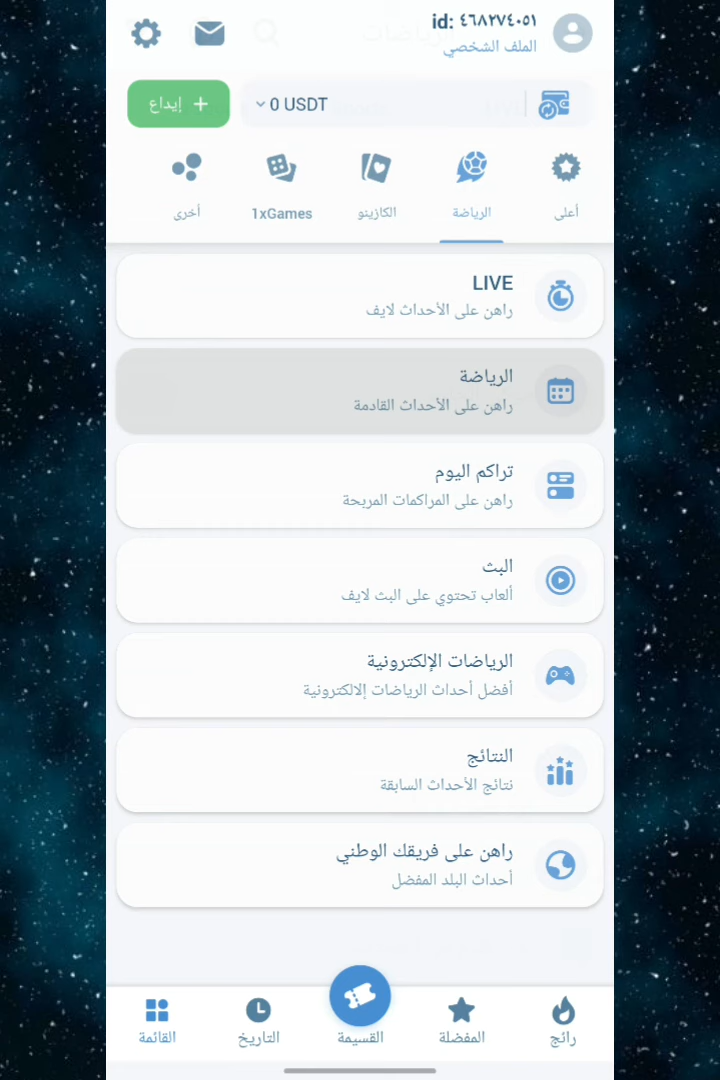 id: ٤٦٨٢٧٤٠٥١
الملف الشخصي
0 USDT
إيداع
أعلى
الرياضة
الكازينو
1xGames
أخرى
LIVE
راهن على الأحداث لايف
الرياضة
راهن على الأحداث القادمة
تراكم اليوم
راهن على المراكمات المربحة
البث
ألعاب تحتوي على البث لايف
الرياضات الإلكترونية
أفضل أحداث الرياضات إلالكترونية
النتائج
نتائج الأحداث السابقة
راهن على فريقك الوطني
أحداث البلد المفضل
رائج
المفضلة
القسيمة
التاريخ
القائمة